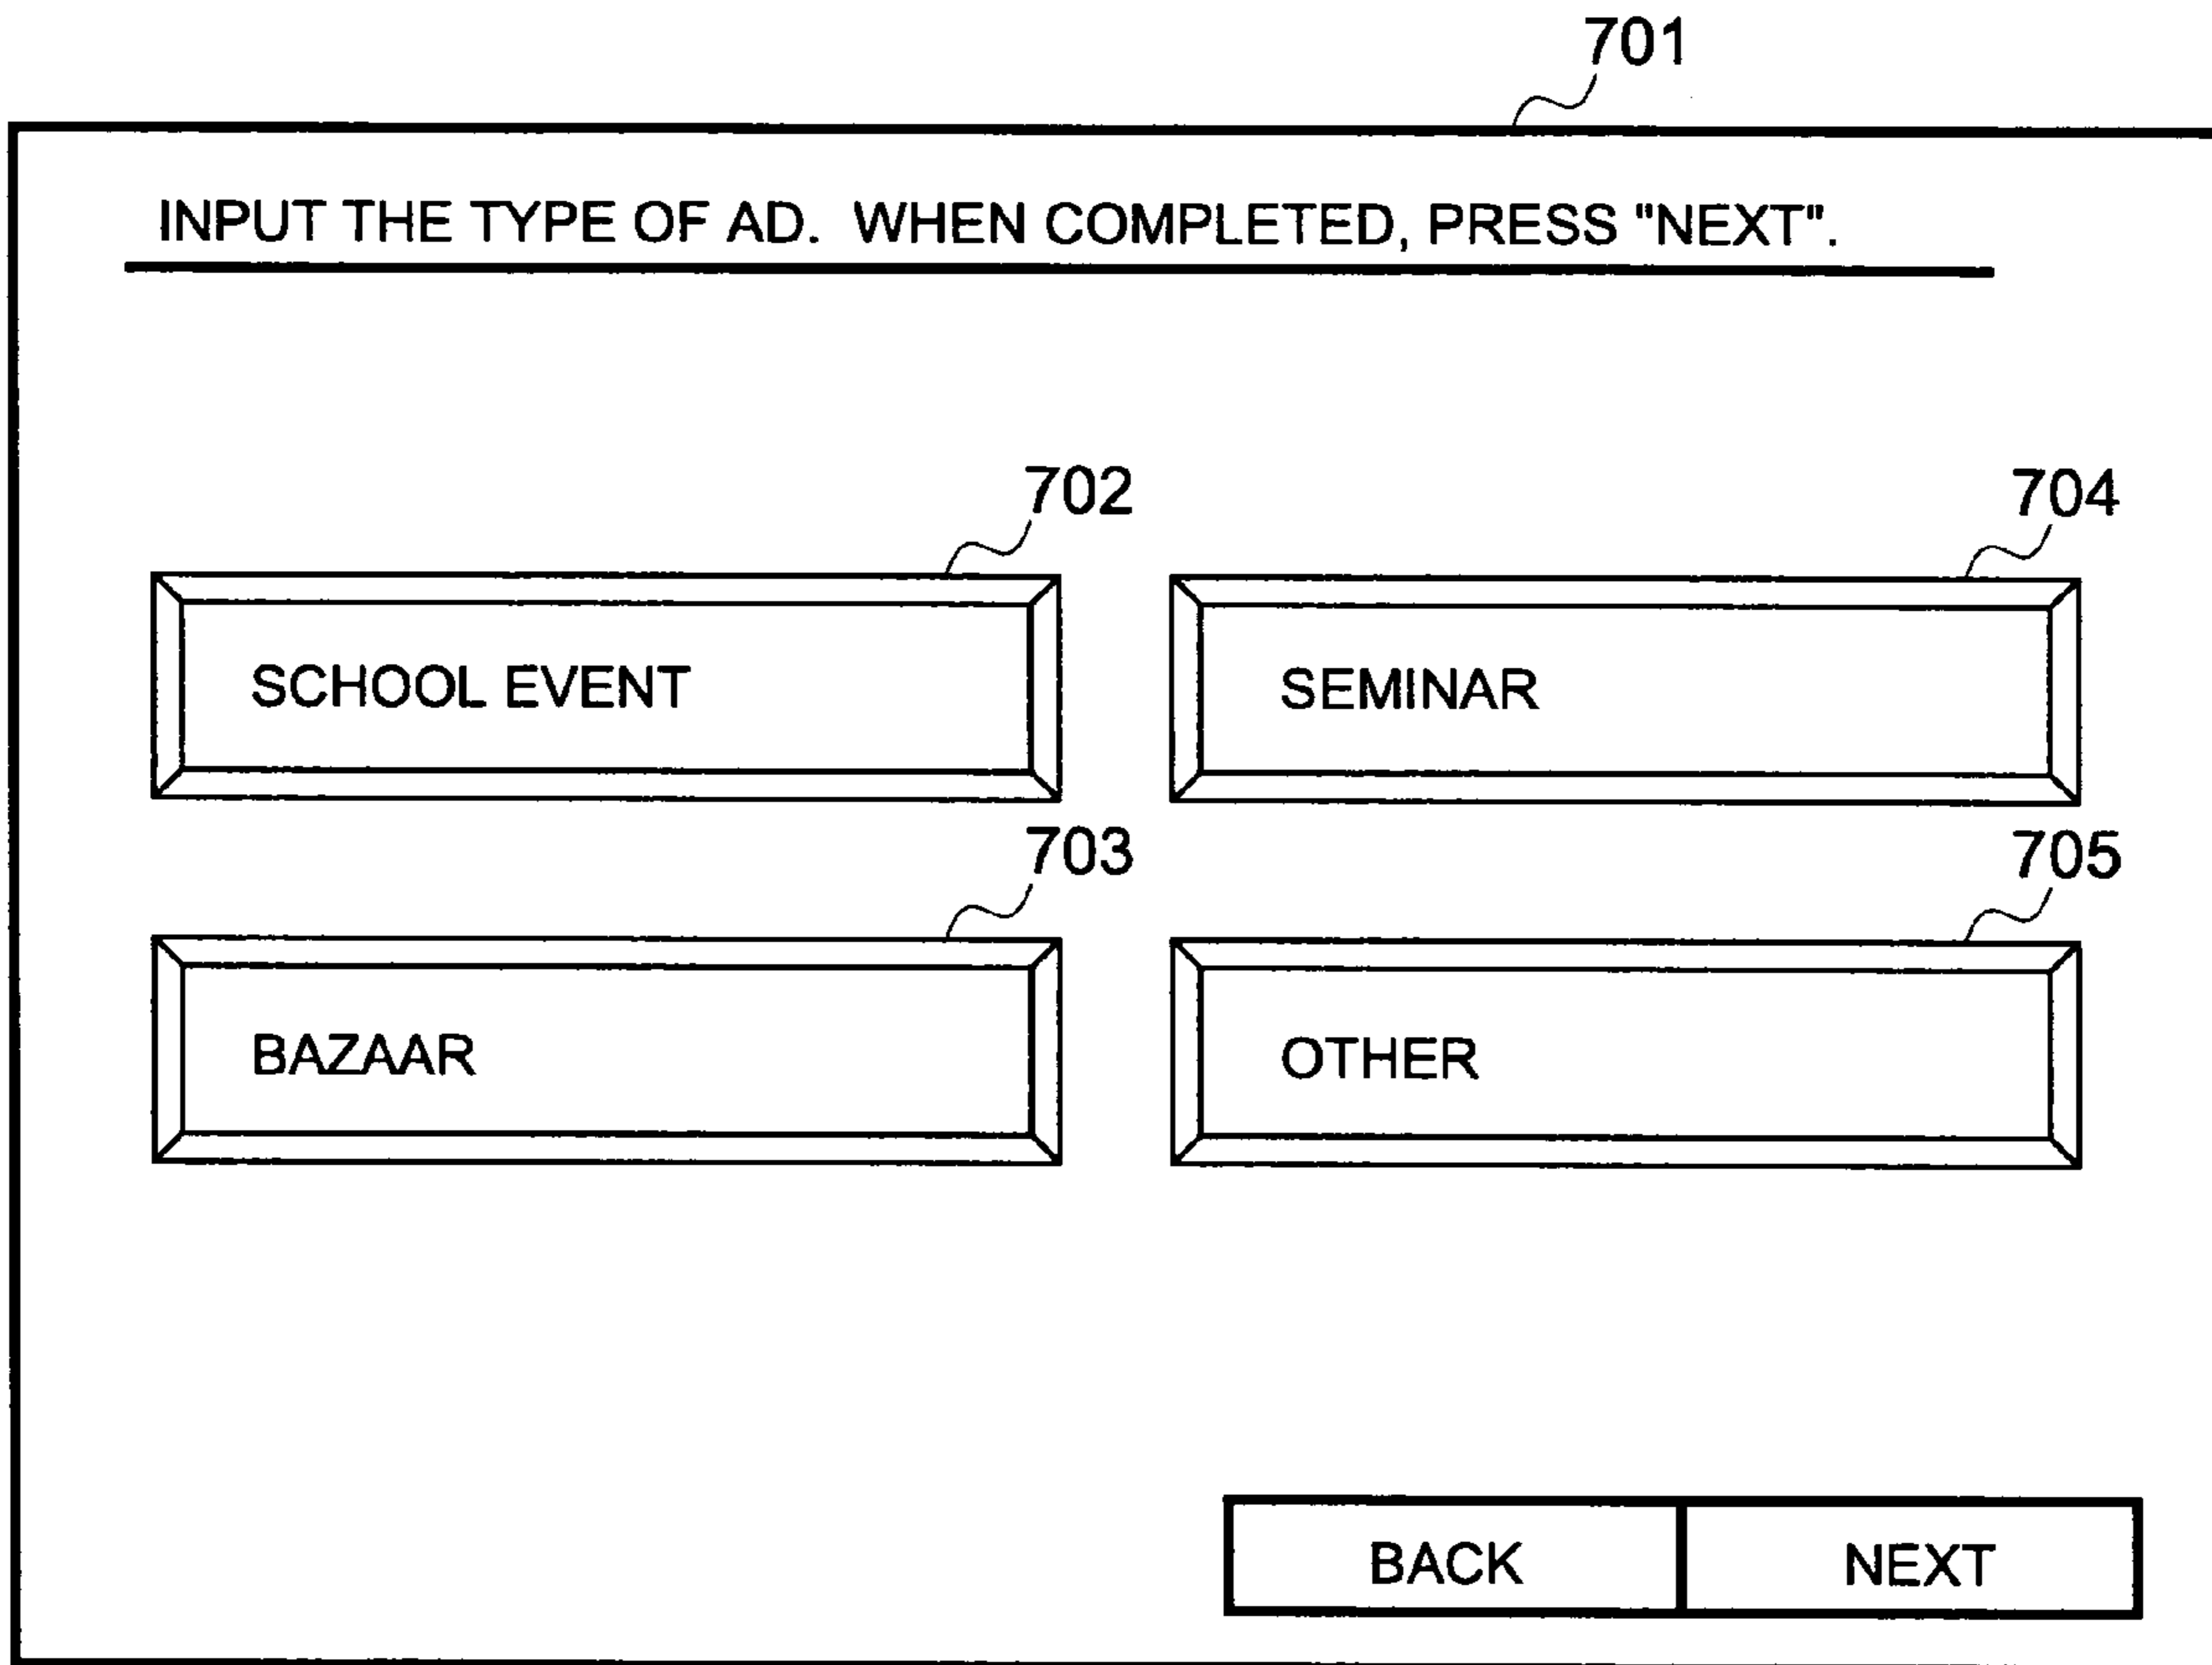 701
INPUT THE TYPE OF AD. WHEN COMPLETED, PRESS "NEXT".
702
704
SCHOOL EVENT
SEMINAR
703
705
BAZAAR
OTHER
BACK
NEXT